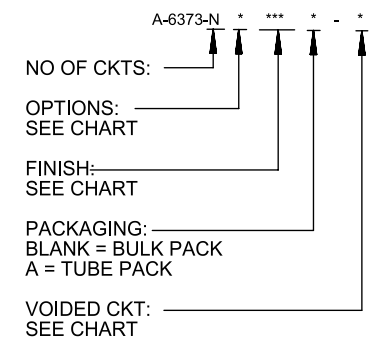 A-6373-N * *** * - *
NO OF CKTS:
OPTIONS:
SEE CHART
FINISH:
SEE CHART
PACKAGING:
BLANK = BULK PACK
A = TUBE PACK
VOIDED CKT:
SEE CHART